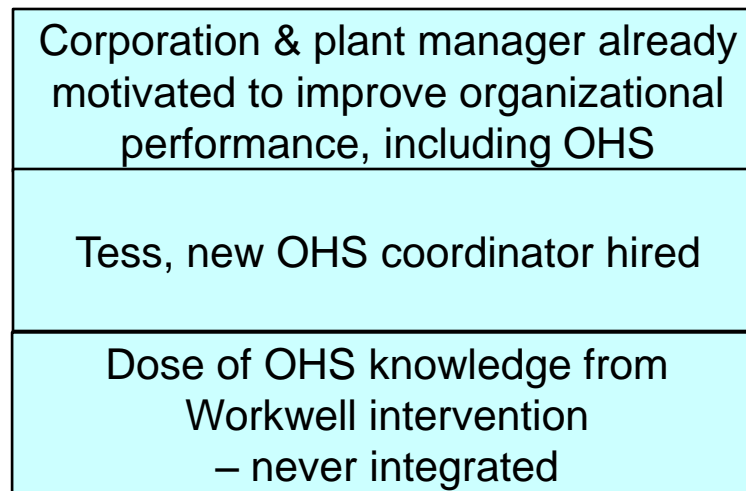 Corporation & plant manager already
motivated to improve organizational
performance, including OHS
Tess, new OHS coordinator hired
Dose of OHS knowledge from
Workwell intervention
– never integrated